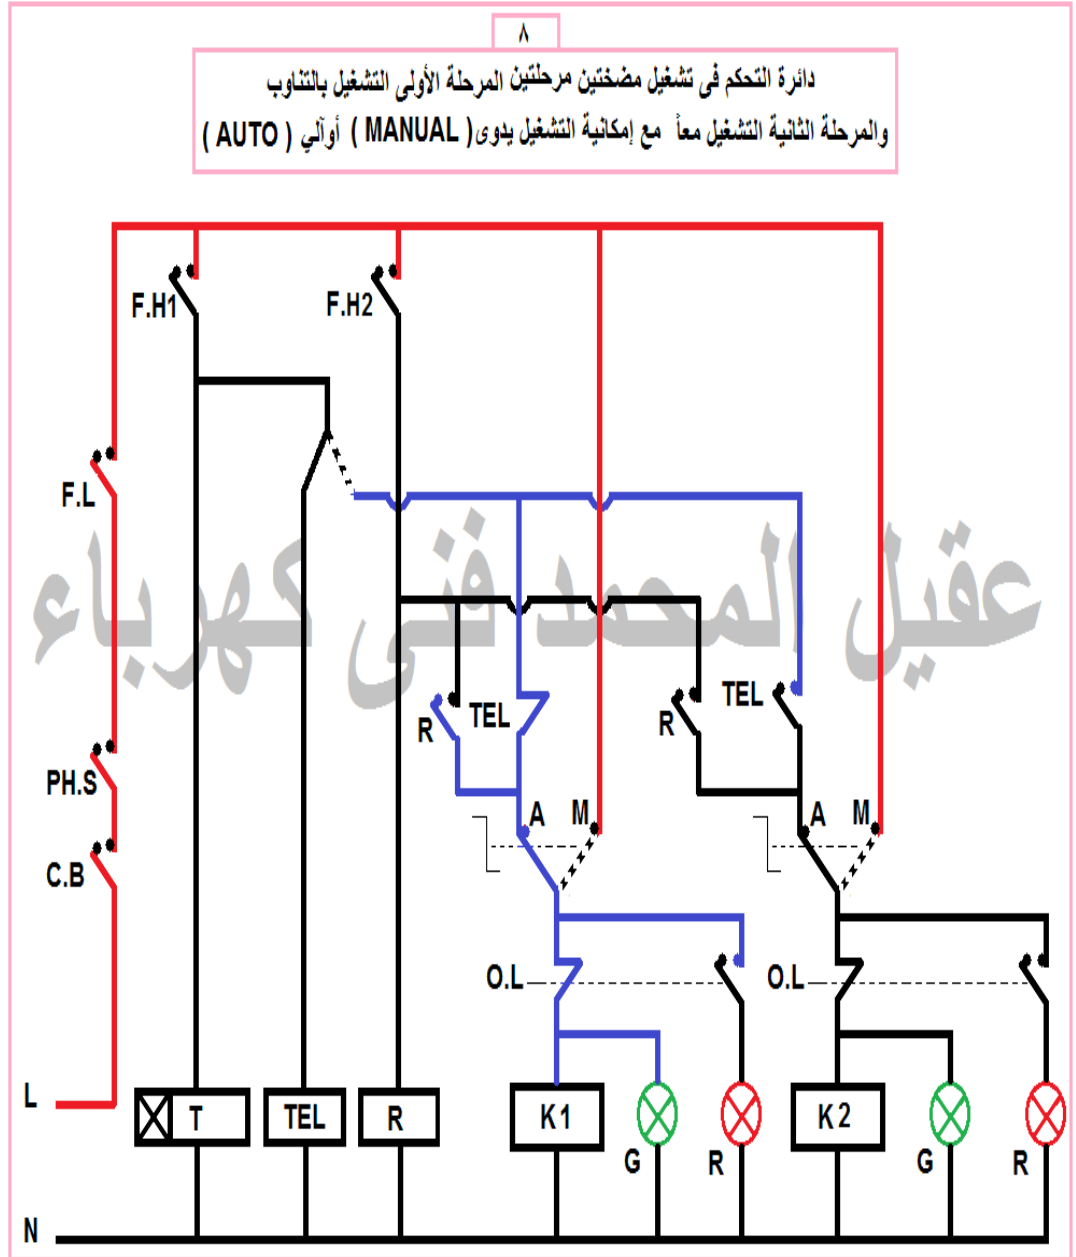 ٨
دائرة التحكم فى تشغيل مضختين مرحلتين المرحلة الأولى التشغيل بالتناوب
والمرحلة الثانية التشغيل معاً مع إمكانية التشغيل يدوى ( MANUAL ) أوآلي ( AUTO )
F.H1
F.H2
F.L
عقيل المحمد فنى كهرباء
R
TEL
R
TEL
PH.S
A
M
A
M
C.B
O.L
O.L
L
T
TEL
R
K1
K2
G
R
G
R
N